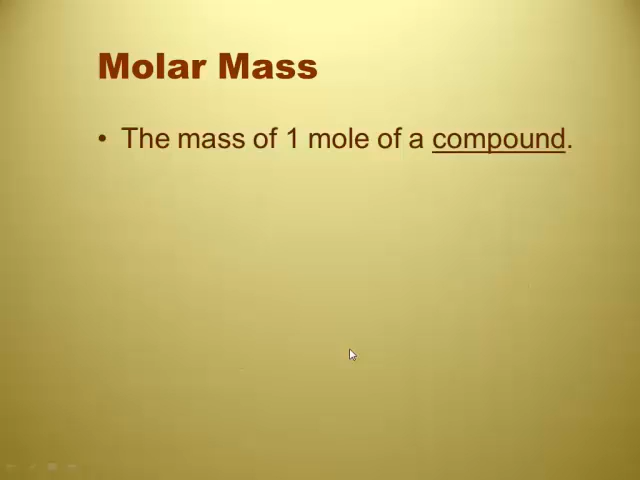 Molar Mass
• The mass of 1 mole of a compound.